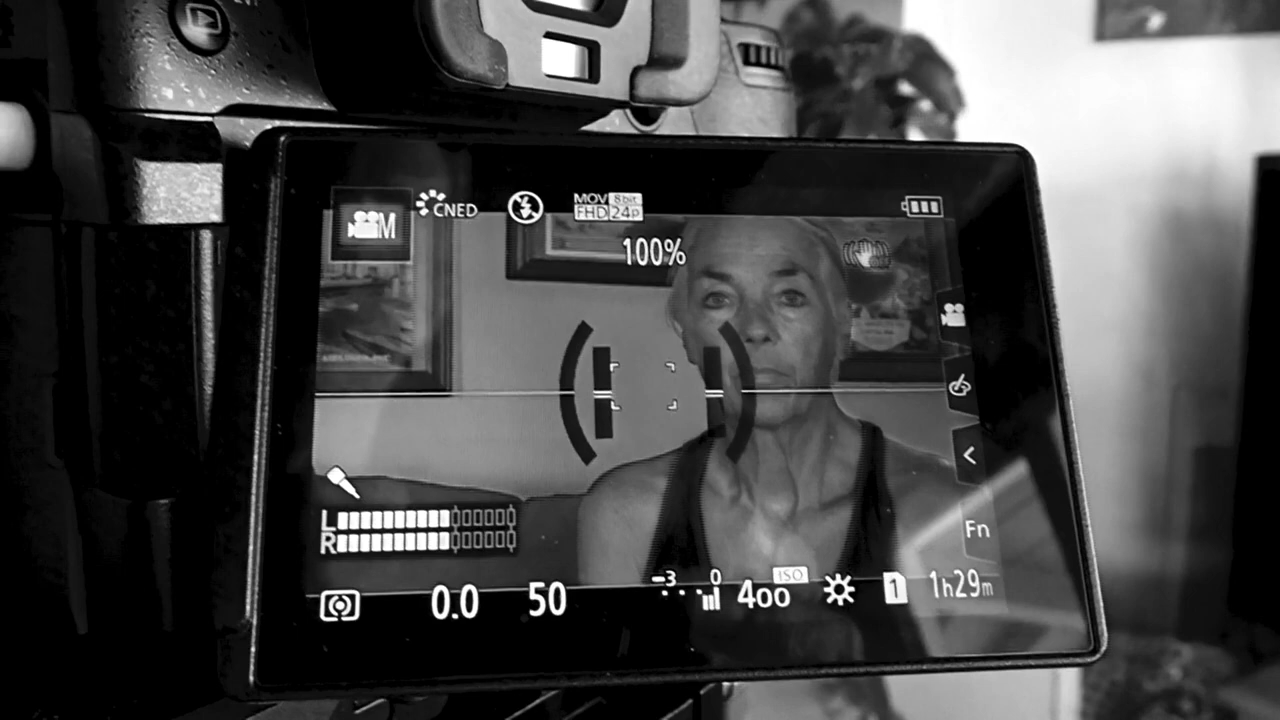 M
CNED
MOV 8bit
FHD 24p
100%
L
R
Fn
-3 0 ISO
0.0 50 400 1 1h29m